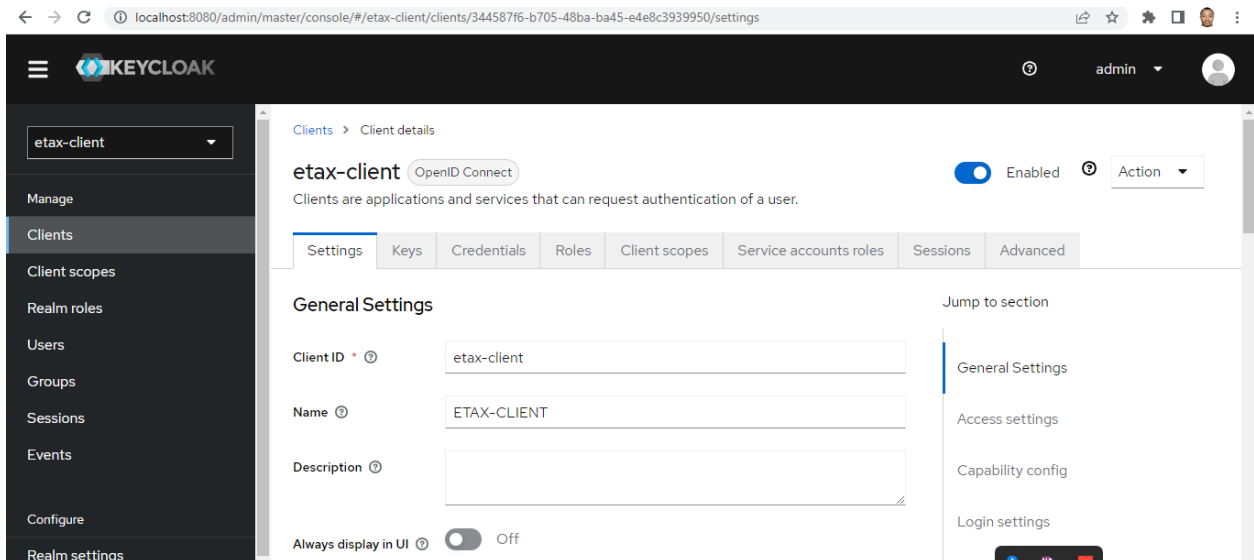 localhost:8080/admin/master/console/#/etax-client/clients/344587f6-b705-48ba-ba45-e4e8c3939950/settings
KEYCLOAK
admin
etax-client
Manage
Clients
Client scopes
Realm roles
Users
Groups
Sessions
Events
Configure
Realm settings
Clients > Client details
etax-client OpenID Connect
Enabled
Action
Clients are applications and services that can request authentication of a user.
Settings Keys Credentials Roles Client scopes Service accounts roles Sessions Advanced
General Settings
Client ID *
etax-client
Name
ETAX-CLIENT
Description
Always display in UI
Off
Jump to section
General Settings
Access settings
Capability config
Login settings